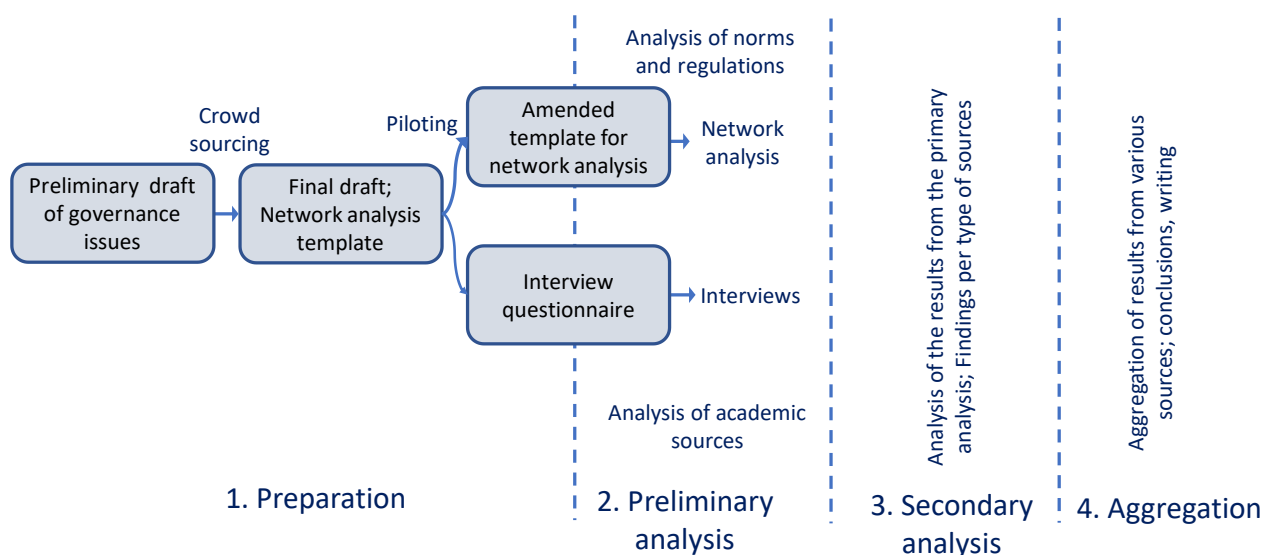 Analysis of norms
and regulations
Crowd
sourcing
Piloting
Amended
template for
network analysis
Network
analysis
Preliminary draft
of governance
issues
Final draft;
Network analysis
template
Interview
questionnaire
Interviews
Analysis of academic
sources
Analysis of the results from the primary
analysis; Findings per type of sources
Aggregation of results from various
sources; conclusions, writing
1. Preparation
2. Preliminary
analysis
3. Secondary
analysis
4. Aggregation